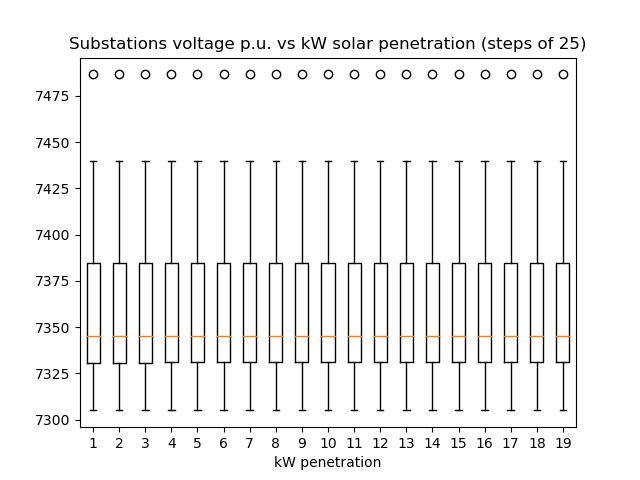 Substations voltage p.u. vs kW solar penetration (steps of 25)
7475
7450
7425
7400
7375
7350
7325
7300
1 2 3 4 5 6 7 8 9 10 11 12 13 14 15 16 17 18 19
kW penetration